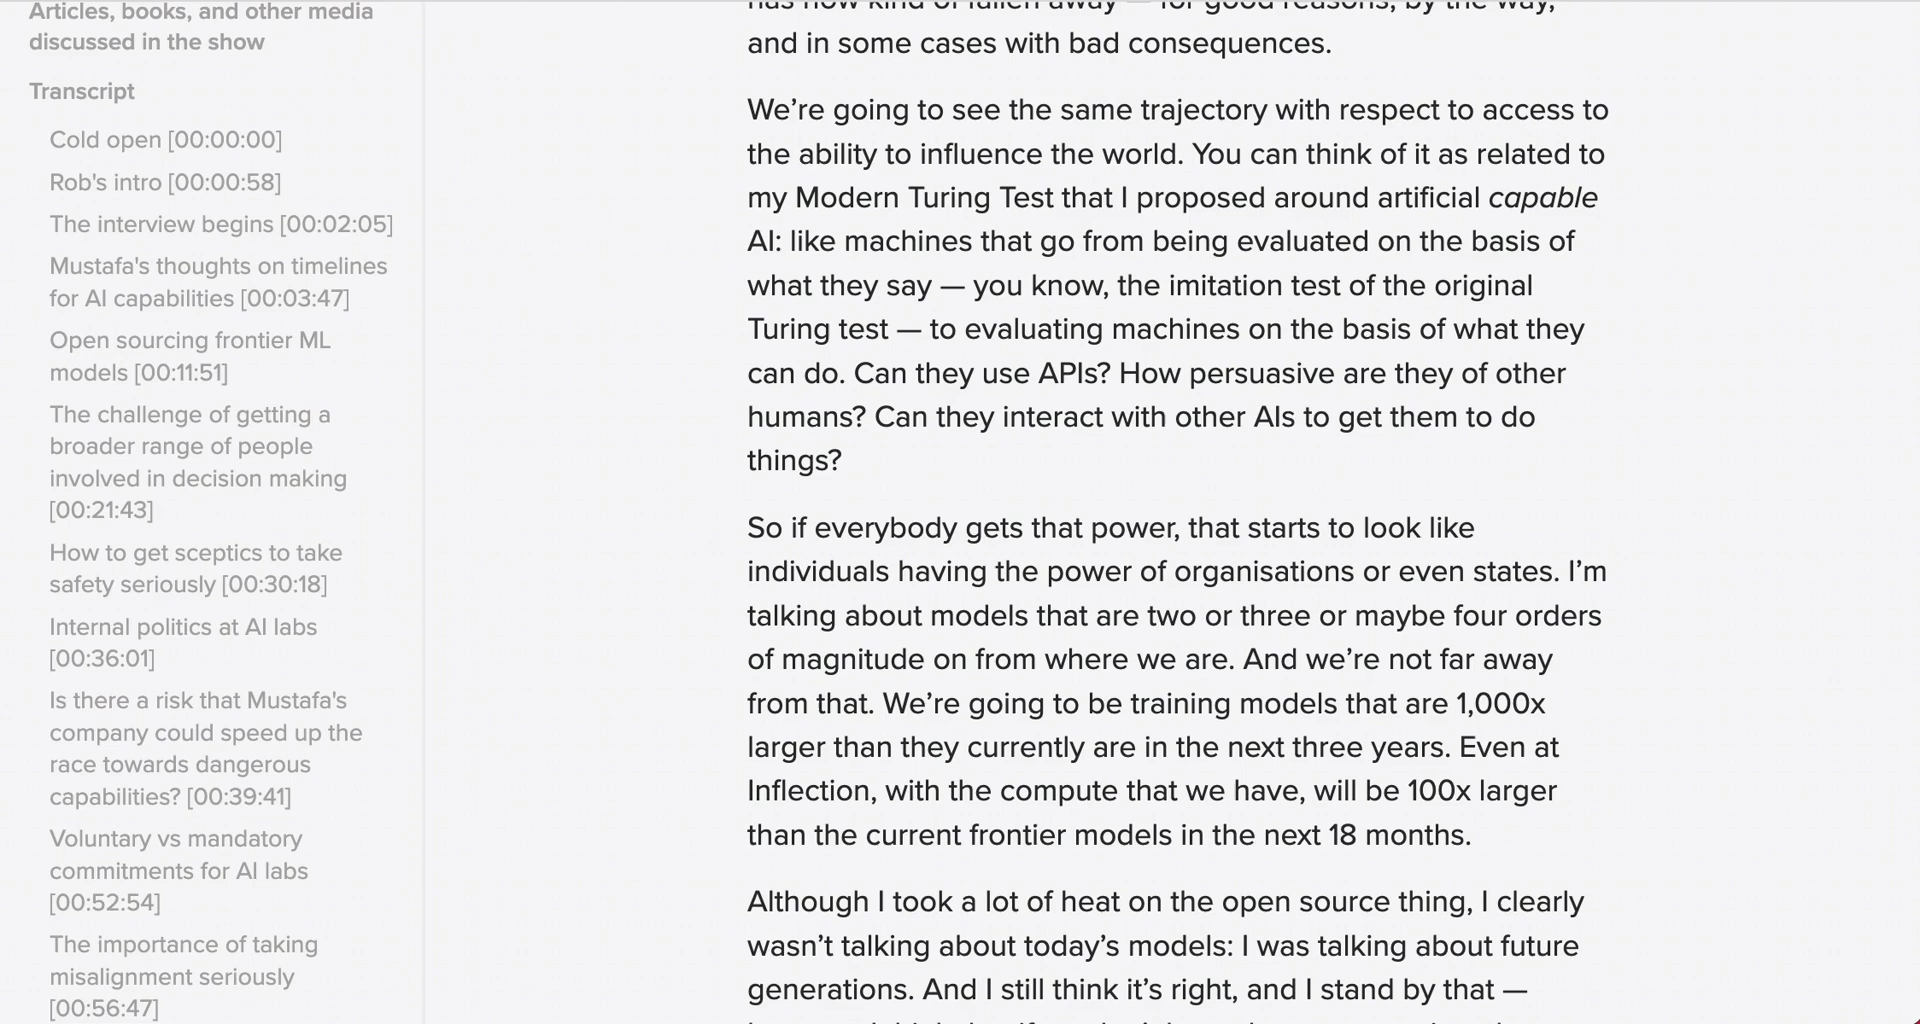 Articles, books, and other media
discussed in the show
Transcript
Cold open [00:00:00]
Rob's intro [00:00:58]
The interview begins [00:02:05]
Mustafa's thoughts on timelines
for AI capabilities [00:03:47]
Open sourcing frontier ML
models [00:11:51]
The challenge of getting a
broader range of people
involved in decision making
[00:21:43]
How to get sceptics to take
safety seriously [00:30:18]
Internal politics at AI labs
[00:36:01]
Is there a risk that Mustafa's
company could speed up the
race towards dangerous
capabilities? [00:39:41]
Voluntary vs mandatory
commitments for AI labs
[00:52:54]
The importance of taking
misalignment seriously
[00:56:47]
has now kind of fallen away — for good reasons, by the way,
and in some cases with bad consequences.
We’re going to see the same trajectory with respect to access to
the ability to influence the world. You can think of it as related to
my Modern Turing Test that I proposed around artificial capable
AI: like machines that go from being evaluated on the basis of
what they say — you know, the imitation test of the original
Turing test — to evaluating machines on the basis of what they
can do. Can they use APIs? How persuasive are they of other
humans? Can they interact with other AIs to get them to do
things?
So if everybody gets that power, that starts to look like
individuals having the power of organisations or even states. I’m
talking about models that are two or three or maybe four orders
of magnitude on from where we are. And we’re not far away
from that. We’re going to be training models that are 1,000x
larger than they currently are in the next three years. Even at
Inflection, with the compute that we have, will be 100x larger
than the current frontier models in the next 18 months.
Although I took a lot of heat on the open source thing, I clearly
wasn’t talking about today’s models: I was talking about future
generations. And I still think it’s right, and I stand by that —